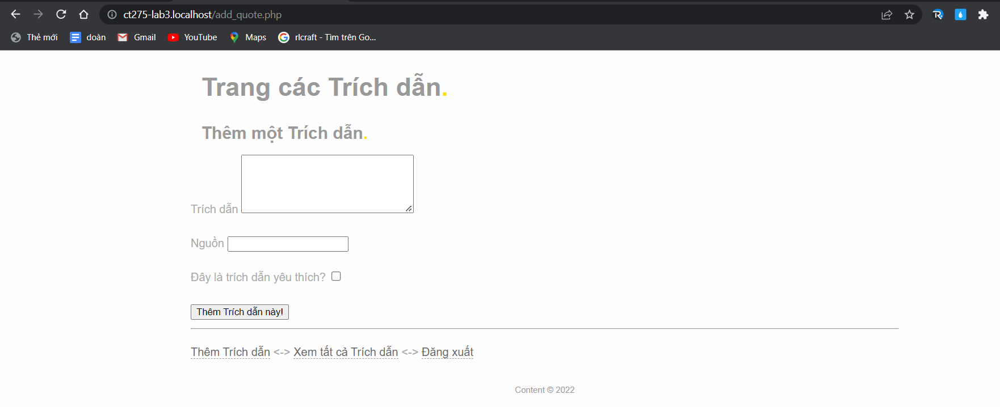 ct275-lab3.localhost/add_quote.php
Thẻ mới doàn Gmail YouTube Maps rlcraft - Tìm trên Go...
Trang các Trích dẫn.
Thêm một Trích dẫn.
Trích dẫn
Nguồn
Đây là trích dẫn yêu thích?
Thêm Trích dẫn này!
Thêm Trích dẫn <-> Xem tất cả Trích dẫn <-> Đăng xuất
Content © 2022